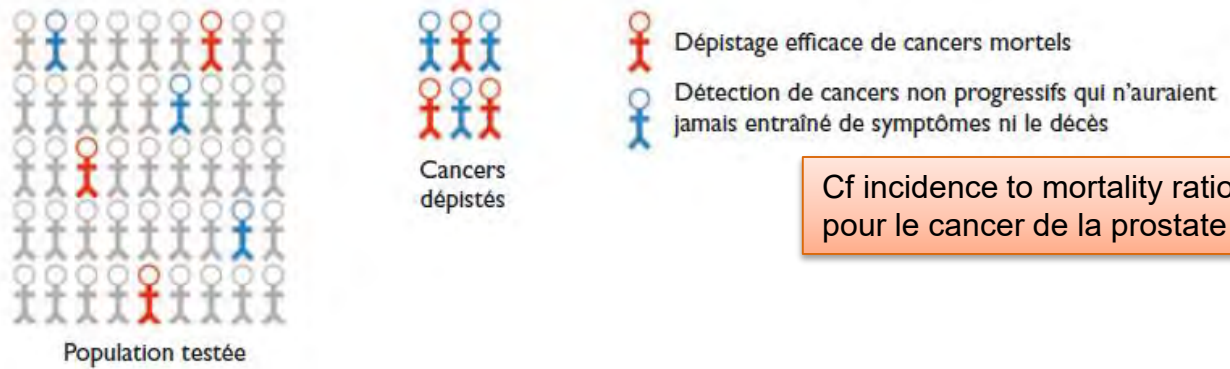 Population testée
Cancers
dépistés
Dépistage efficace de cancers mortels
Détection de cancers non progressifs qui n'auraient
jamais entraîné de symptômes ni le décès
Cf incidence to mortality ratio
pour le cancer de la prostate